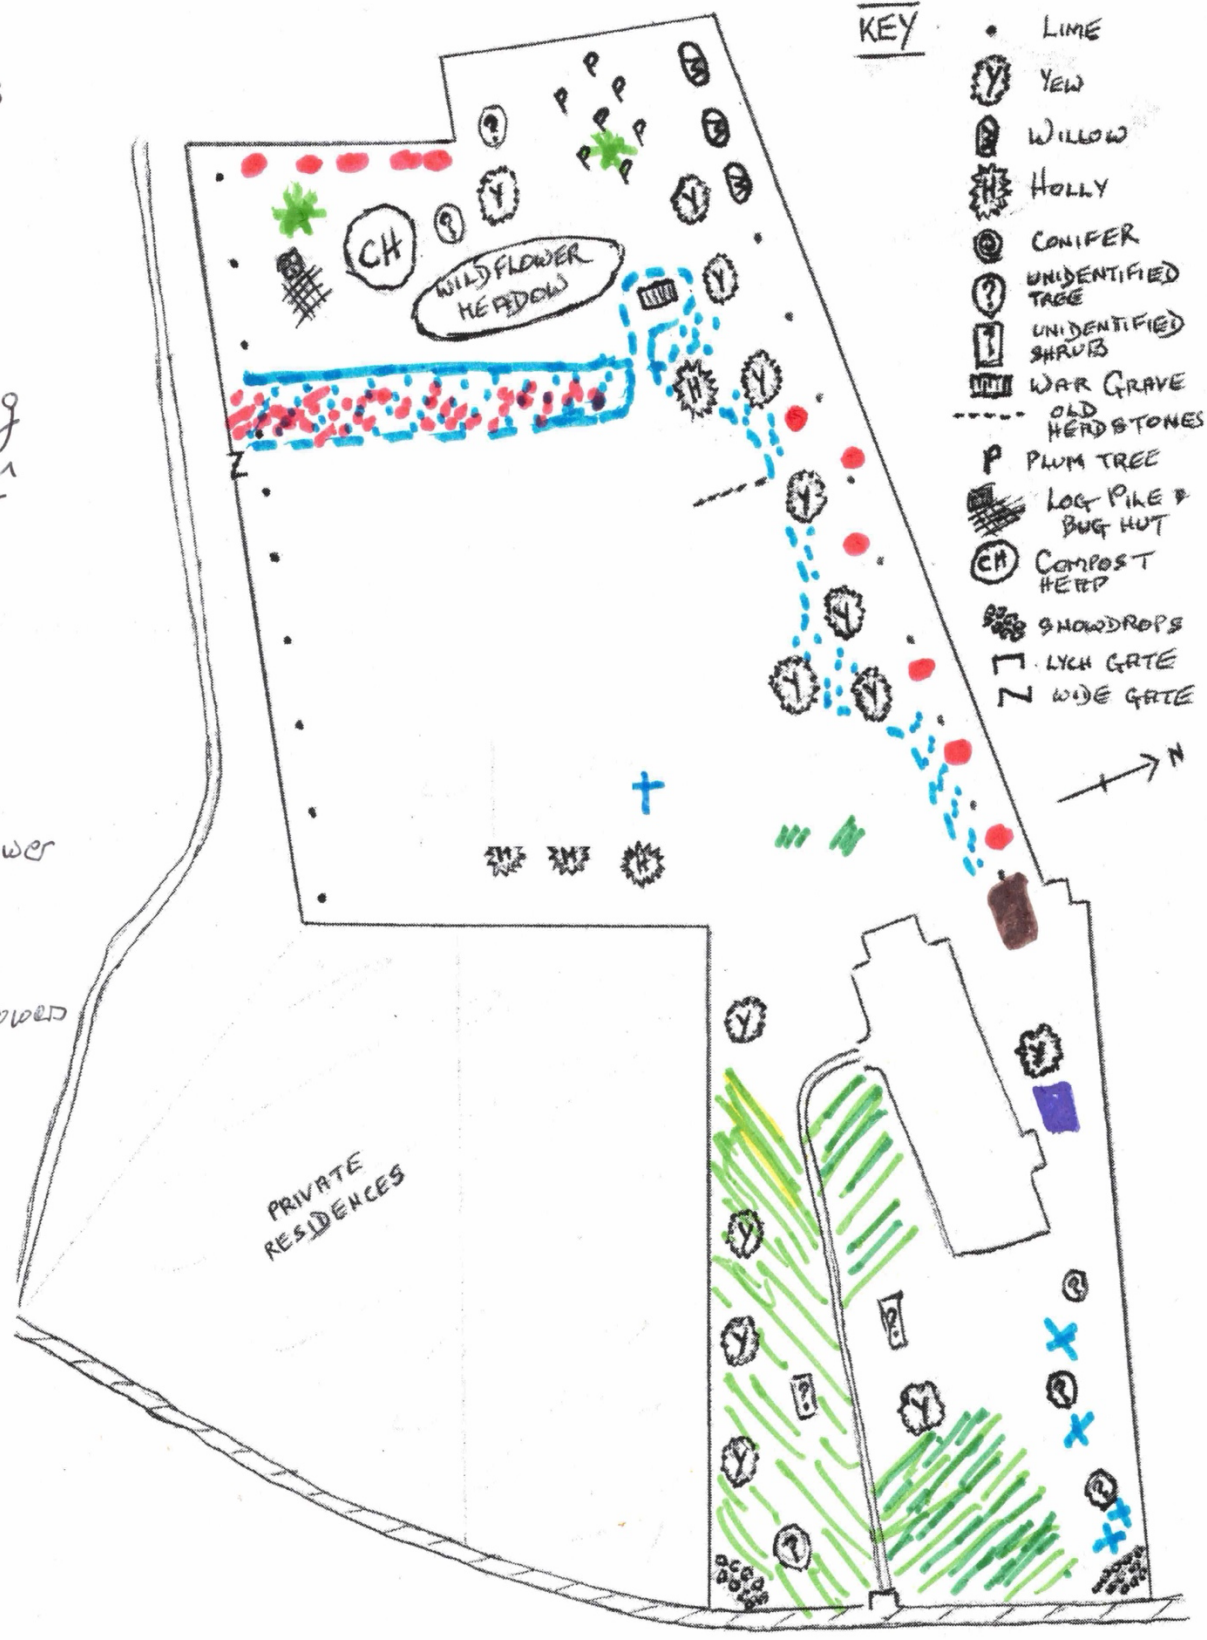 KEY
LIME
Y YEW
WILLOW
H HOLLY
CONIFER
? UNIDENTIFIED
TREE
? UNIDENTIFIED
SHRUB
WAR GRAVE
OLD
HEADSTONES
P PLUM TREE
LOG PILE &
BUG HUT
CH COMPOST
HEAP
SNOWDROPS
LYCH GATE
Z WIDE GATE
N
P
P
P
P
P
P
P
?
Y
Y
?
CH
WILDFLOWER
MEADOW
Y
H
Y
Z
Y
Y
Y
Y
H
H
H
Y
Y
Y
?
Y
?
?
Y
?
?
Y
Y
?
?
PRIVATE
RESIDENCES